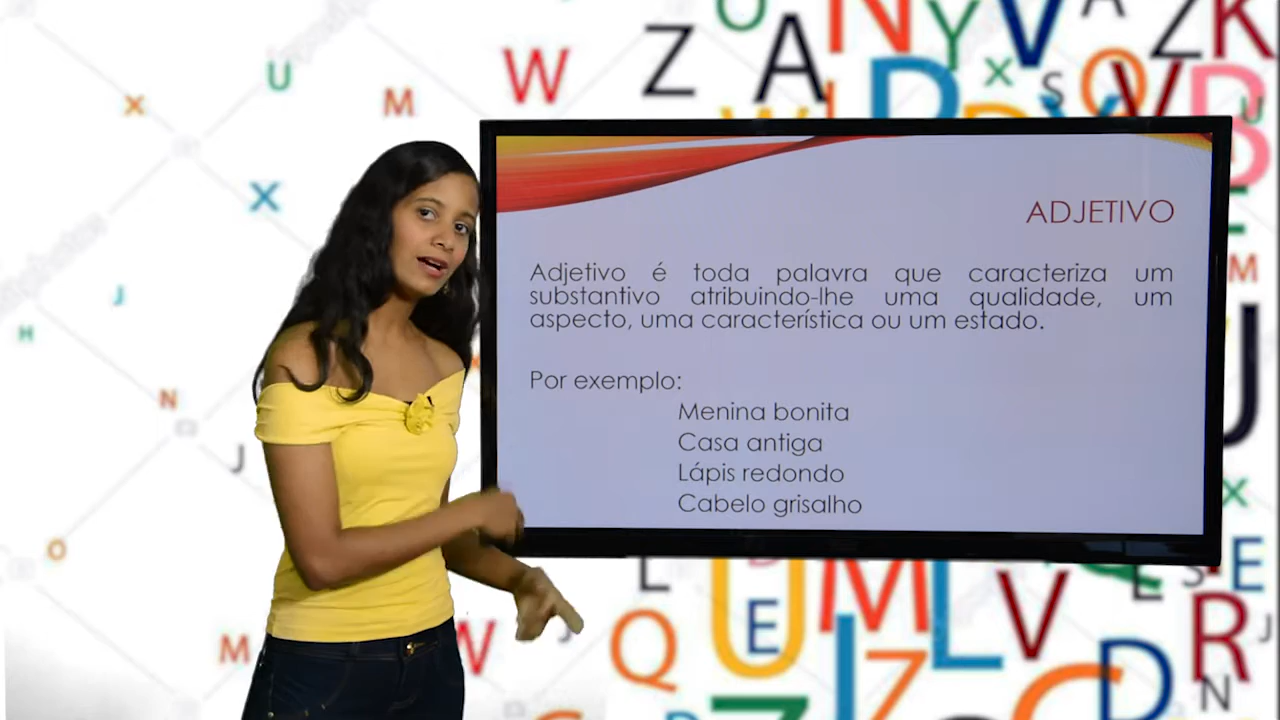 ADJETIVO
Adjetivo é toda palavra que caracteriza um
substantivo atribuindo-lhe uma qualidade, um
aspecto, uma característica ou um estado.
Por exemplo:
Menina bonita
Casa antiga
Lápis redondo
Cabelo grisalho